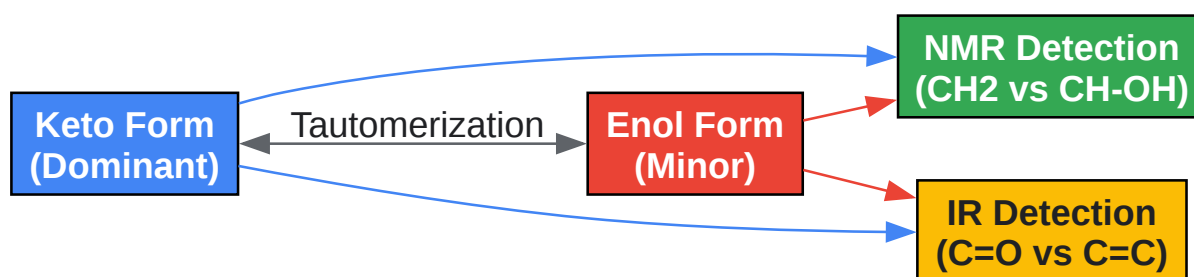 Keto Form
(Dominant)
Tautomerization
Enol Form
(Minor)
NMR Detection
(CH2 vs CH-OH)
IR Detection
(C=O vs C=C)